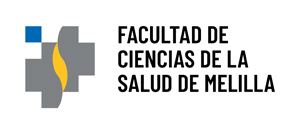 FACULTAD DE
CIENCIAS DE LA
SALUD DE MELILLA